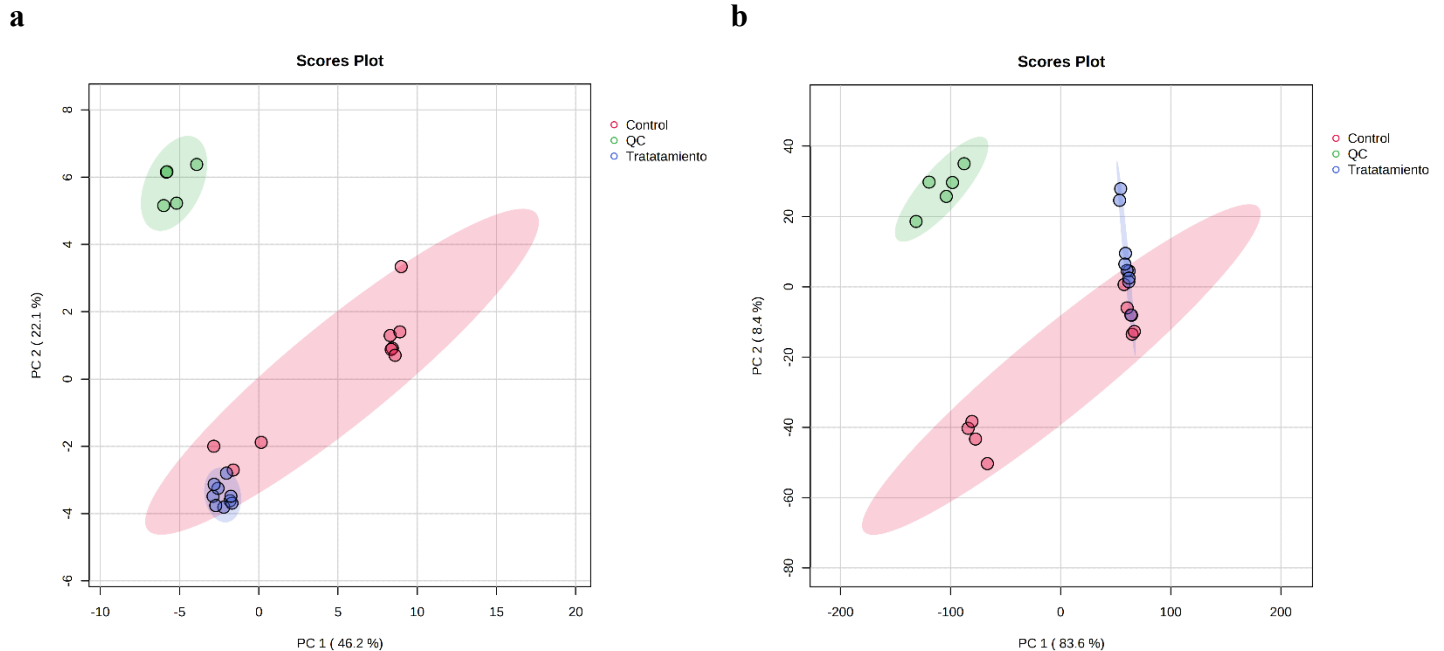 a
Scores Plot
PC 2 ( 22.1 %)
8
6
4
2
0
-2
-4
-6
-10
-5
0
5
10
15
20
PC 1 ( 46.2 %)
Control
QC
Tratatamiento
b
Scores Plot
PC 2 ( 8.4 %)
40
20
0
-20
-40
-60
-80
-200
-100
0
100
200
PC 1 ( 83.6 %)
Control
QC
Tratatamiento